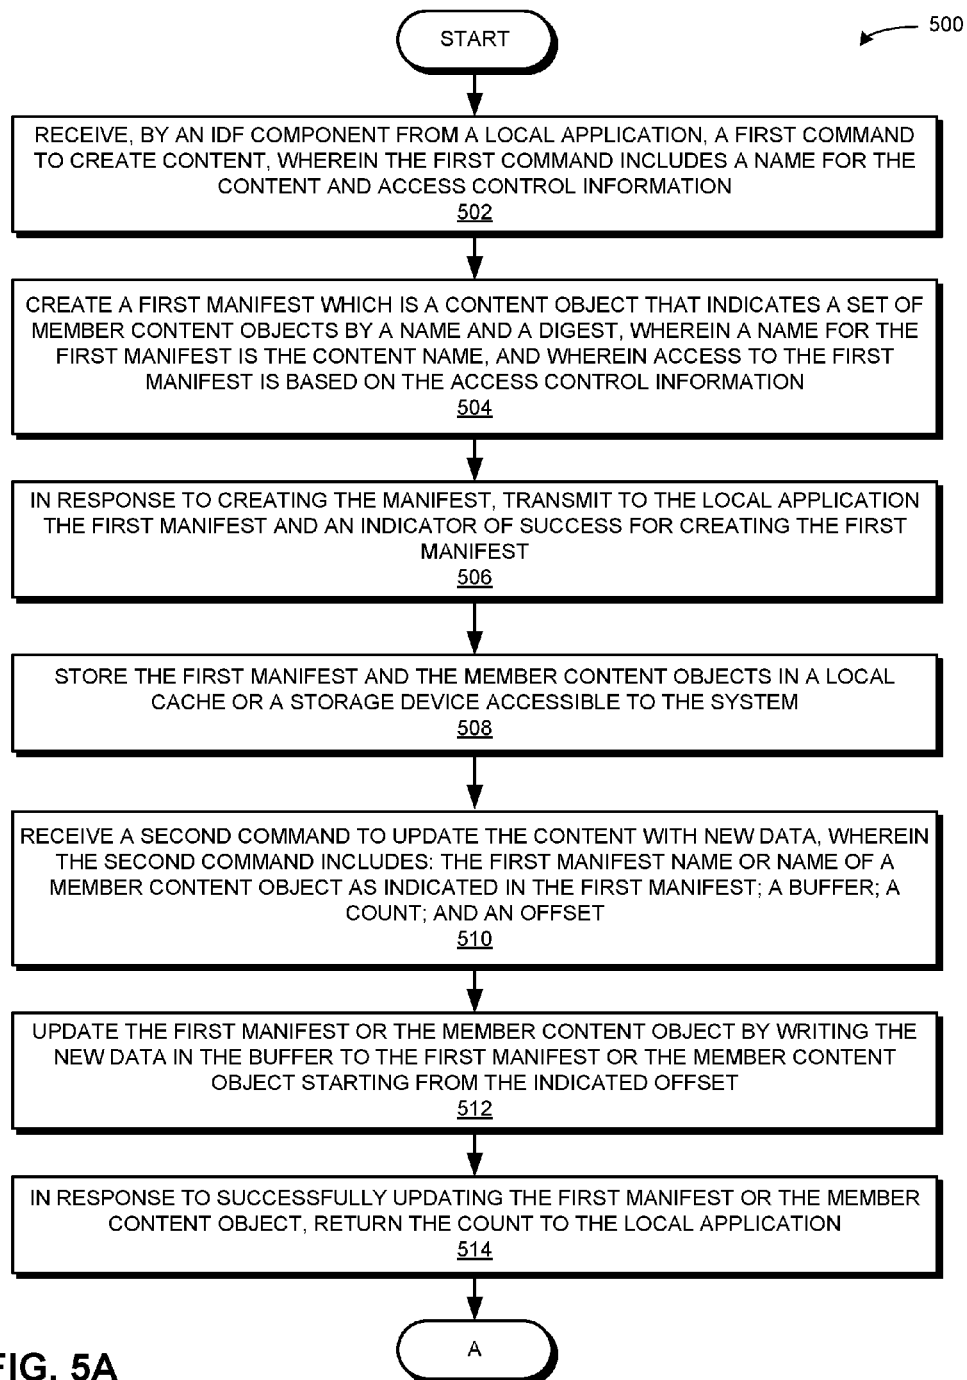 START
500
RECEIVE, BY AN IDF COMPONENT FROM A LOCAL APPLICATION, A FIRST COMMAND
TO CREATE CONTENT, WHEREIN THE FIRST COMMAND INCLUDES A NAME FOR THE
CONTENT AND ACCESS CONTROL INFORMATION
502
CREATE A FIRST MANIFEST WHICH IS A CONTENT OBJECT THAT INDICATES A SET OF
MEMBER CONTENT OBJECTS BY A NAME AND A DIGEST, WHEREIN A NAME FOR THE
FIRST MANIFEST IS THE CONTENT NAME, AND WHEREIN ACCESS TO THE FIRST
MANIFEST IS BASED ON THE ACCESS CONTROL INFORMATION
504
IN RESPONSE TO CREATING THE MANIFEST, TRANSMIT TO THE LOCAL APPLICATION
THE FIRST MANIFEST AND AN INDICATOR OF SUCCESS FOR CREATING THE FIRST
MANIFEST
506
STORE THE FIRST MANIFEST AND THE MEMBER CONTENT OBJECTS IN A LOCAL
CACHE OR A STORAGE DEVICE ACCESSIBLE TO THE SYSTEM
508
RECEIVE A SECOND COMMAND TO UPDATE THE CONTENT WITH NEW DATA, WHEREIN
THE SECOND COMMAND INCLUDES: THE FIRST MANIFEST NAME OR NAME OF A
MEMBER CONTENT OBJECT AS INDICATED IN THE FIRST MANIFEST; A BUFFER; A
COUNT; AND AN OFFSET
510
UPDATE THE FIRST MANIFEST OR THE MEMBER CONTENT OBJECT BY WRITING THE
NEW DATA IN THE BUFFER TO THE FIRST MANIFEST OR THE MEMBER CONTENT
OBJECT STARTING FROM THE INDICATED OFFSET
512
IN RESPONSE TO SUCCESSFULLY UPDATING THE FIRST MANIFEST OR THE MEMBER
CONTENT OBJECT, RETURN THE COUNT TO THE LOCAL APPLICATION
514
A
FIG. 5A